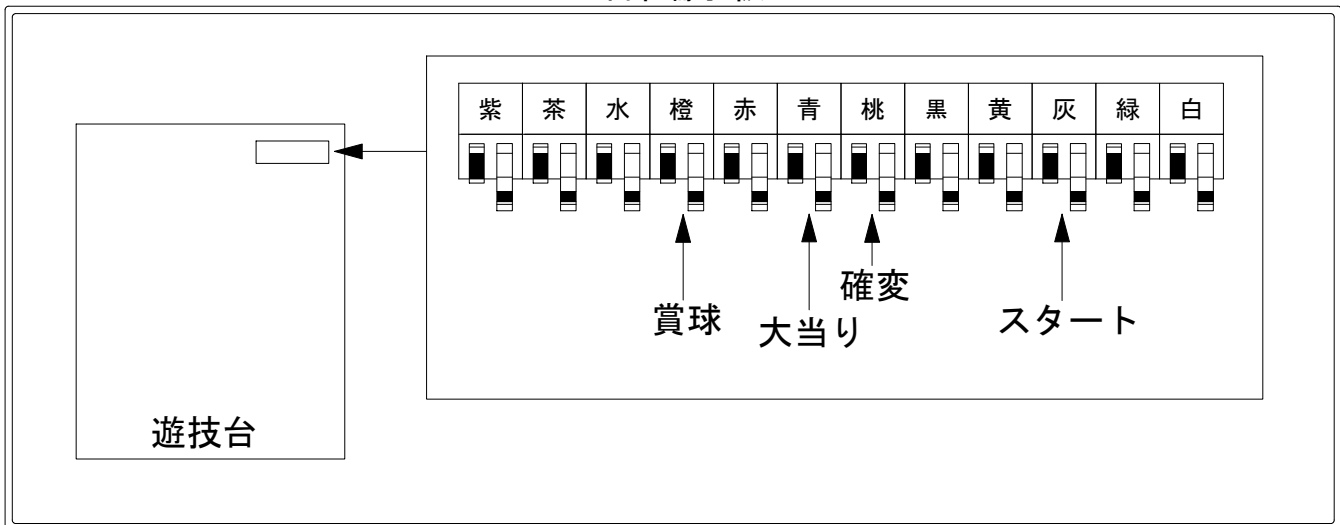 紫 茶 水 橙 赤 青 桃 黒 黄 灰 緑 白
確変
賞球 大当り スタート
遊技台